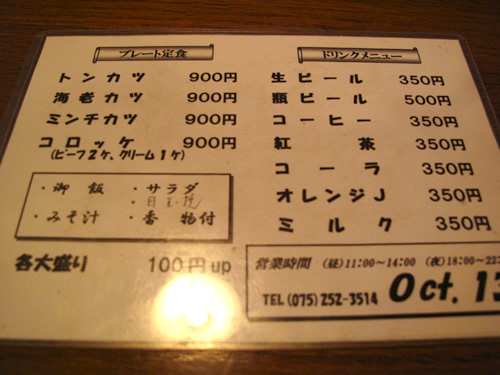 プレート定食
トンカツ 900円
海老カツ 900円
ミンチカツ 900円
コロッケ 900円
(ビーフ2ケ、クリーム1ケ)
・御飯 ・サラダ
・目玉焼
・みそ汁 ・香物付
各大盛り 100円up
ドリンクメニュー
生ビール 350円
瓶ビール 500円
コーヒー 350円
紅茶 350円
コーラ 350円
オレンジJ 350円
ミルク 350円
営業時間 (昼)11:00~14:00 (夜)18:00~22:
TEL (075)252-3514 Oct. 13